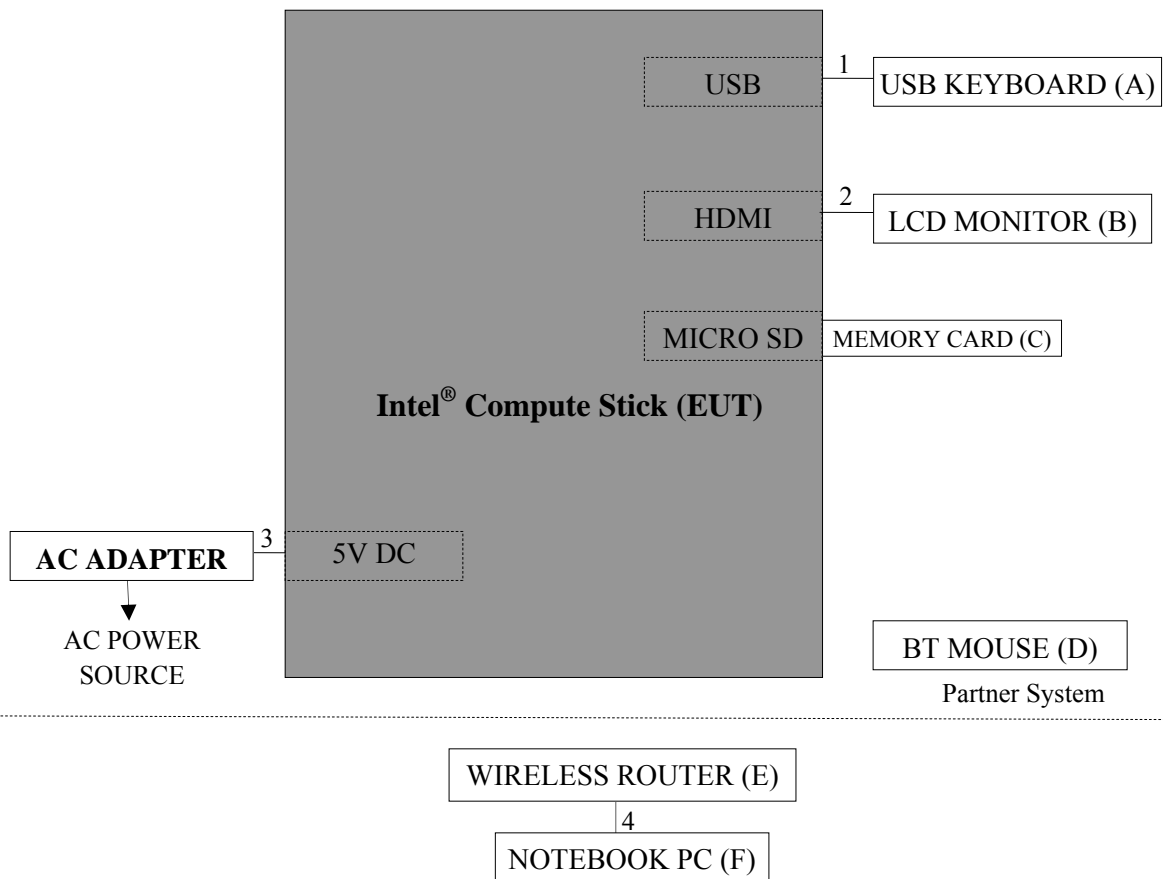 USB
1
USB KEYBOARD (A)
HDMI
2
LCD MONITOR (B)
MICRO SD
MEMORY CARD (C)
Intel® Compute Stick (EUT)
AC ADAPTER
3
5V DC
AC POWER
SOURCE
BT MOUSE (D)
Partner System
WIRELESS ROUTER (E)
4
NOTEBOOK PC (F)